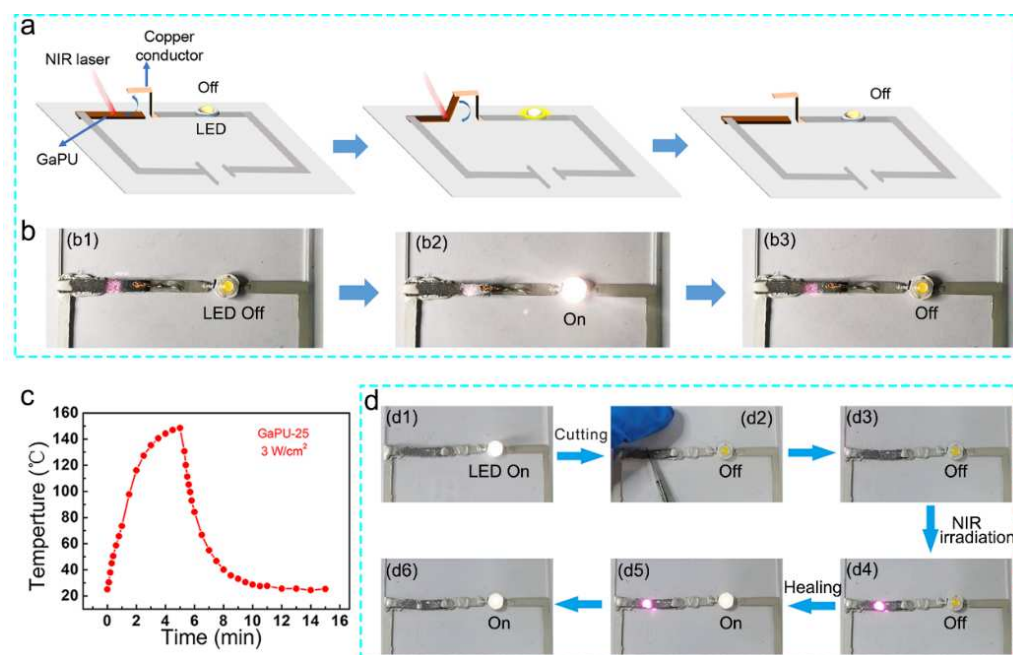 a
NIR laser
Copper
conductor
Off
LED
GaPU
Off
b
(b1)
LED Off
(b2)
On
(b3)
Off
c
Temperture (℃)
160
140
120
100
80
60
40
20
0 2 4 6 8 10 12 14 16
Time (min)
GaPU-25
3 W/cm²
d
(d1)
LED On
Cutting
(d2)
Off
(d3)
Off
NIR
irradiation
(d4)
Off
Healing
(d5)
On
(d6)
On